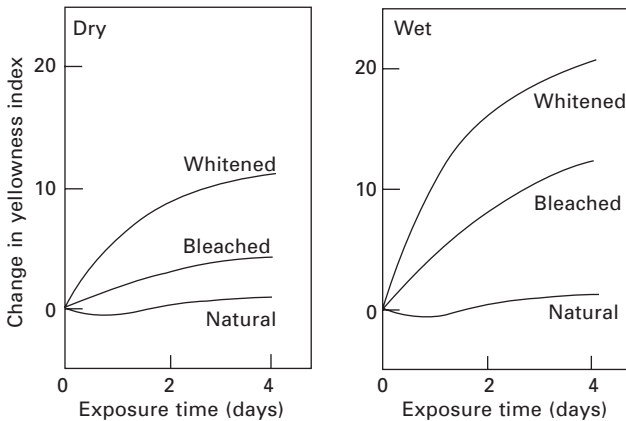 Dry
Change in yellowness index
20
10
0
Whitened
Bleached
Natural
0 2 4
Exposure time (days)
Wet
20
10
0
Whitened
Bleached
Natural
0 2 4
Exposure time (days)